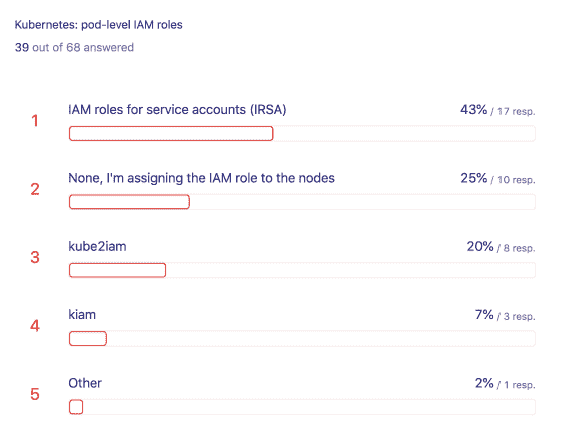 Kubernetes: pod-level IAM roles
39 out of 68 answered
1
IAM roles for service accounts (IRSA)
43% / 17 resp.
2
None, I'm assigning the IAM role to the nodes
25% / 10 resp.
3
kube2iam
20% / 8 resp.
4
kiam
7% / 3 resp.
5
Other
2% / 1 resp.